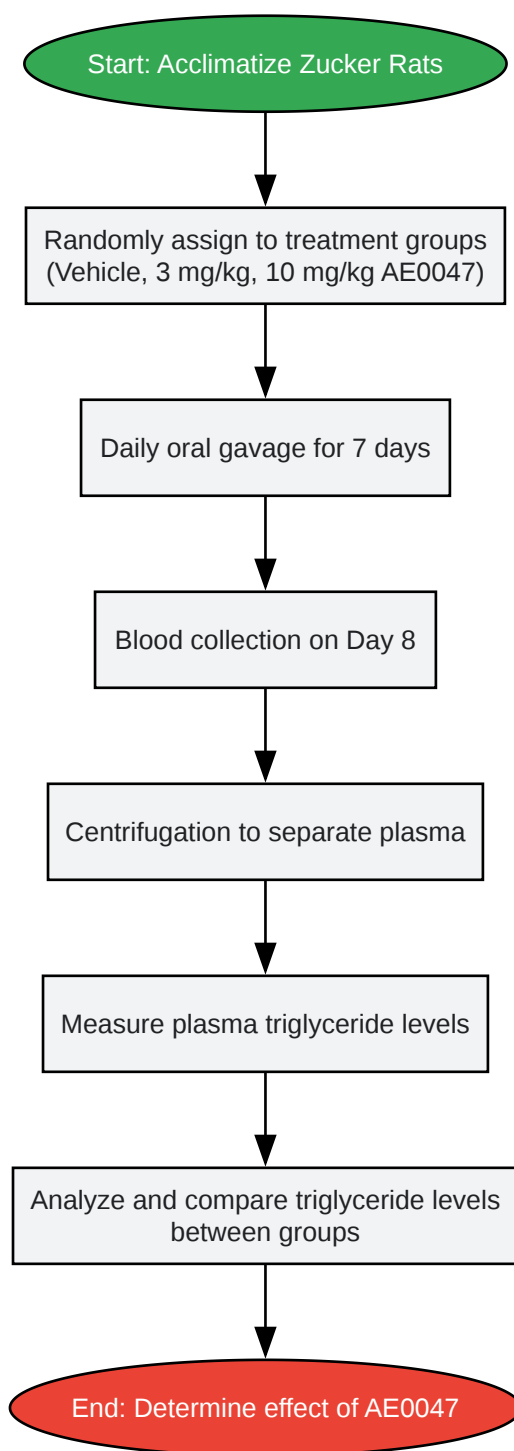 Start: Acclimatize Zucker Rats
Randomly assign to treatment groups
(Vehicle, 3 mg/kg, 10 mg/kg AE0047)
Daily oral gavage for 7 days
Blood collection on Day 8
Centrifugation to separate plasma
Measure plasma triglyceride levels
Analyze and compare triglyceride levels
between groups
End: Determine effect of AE0047